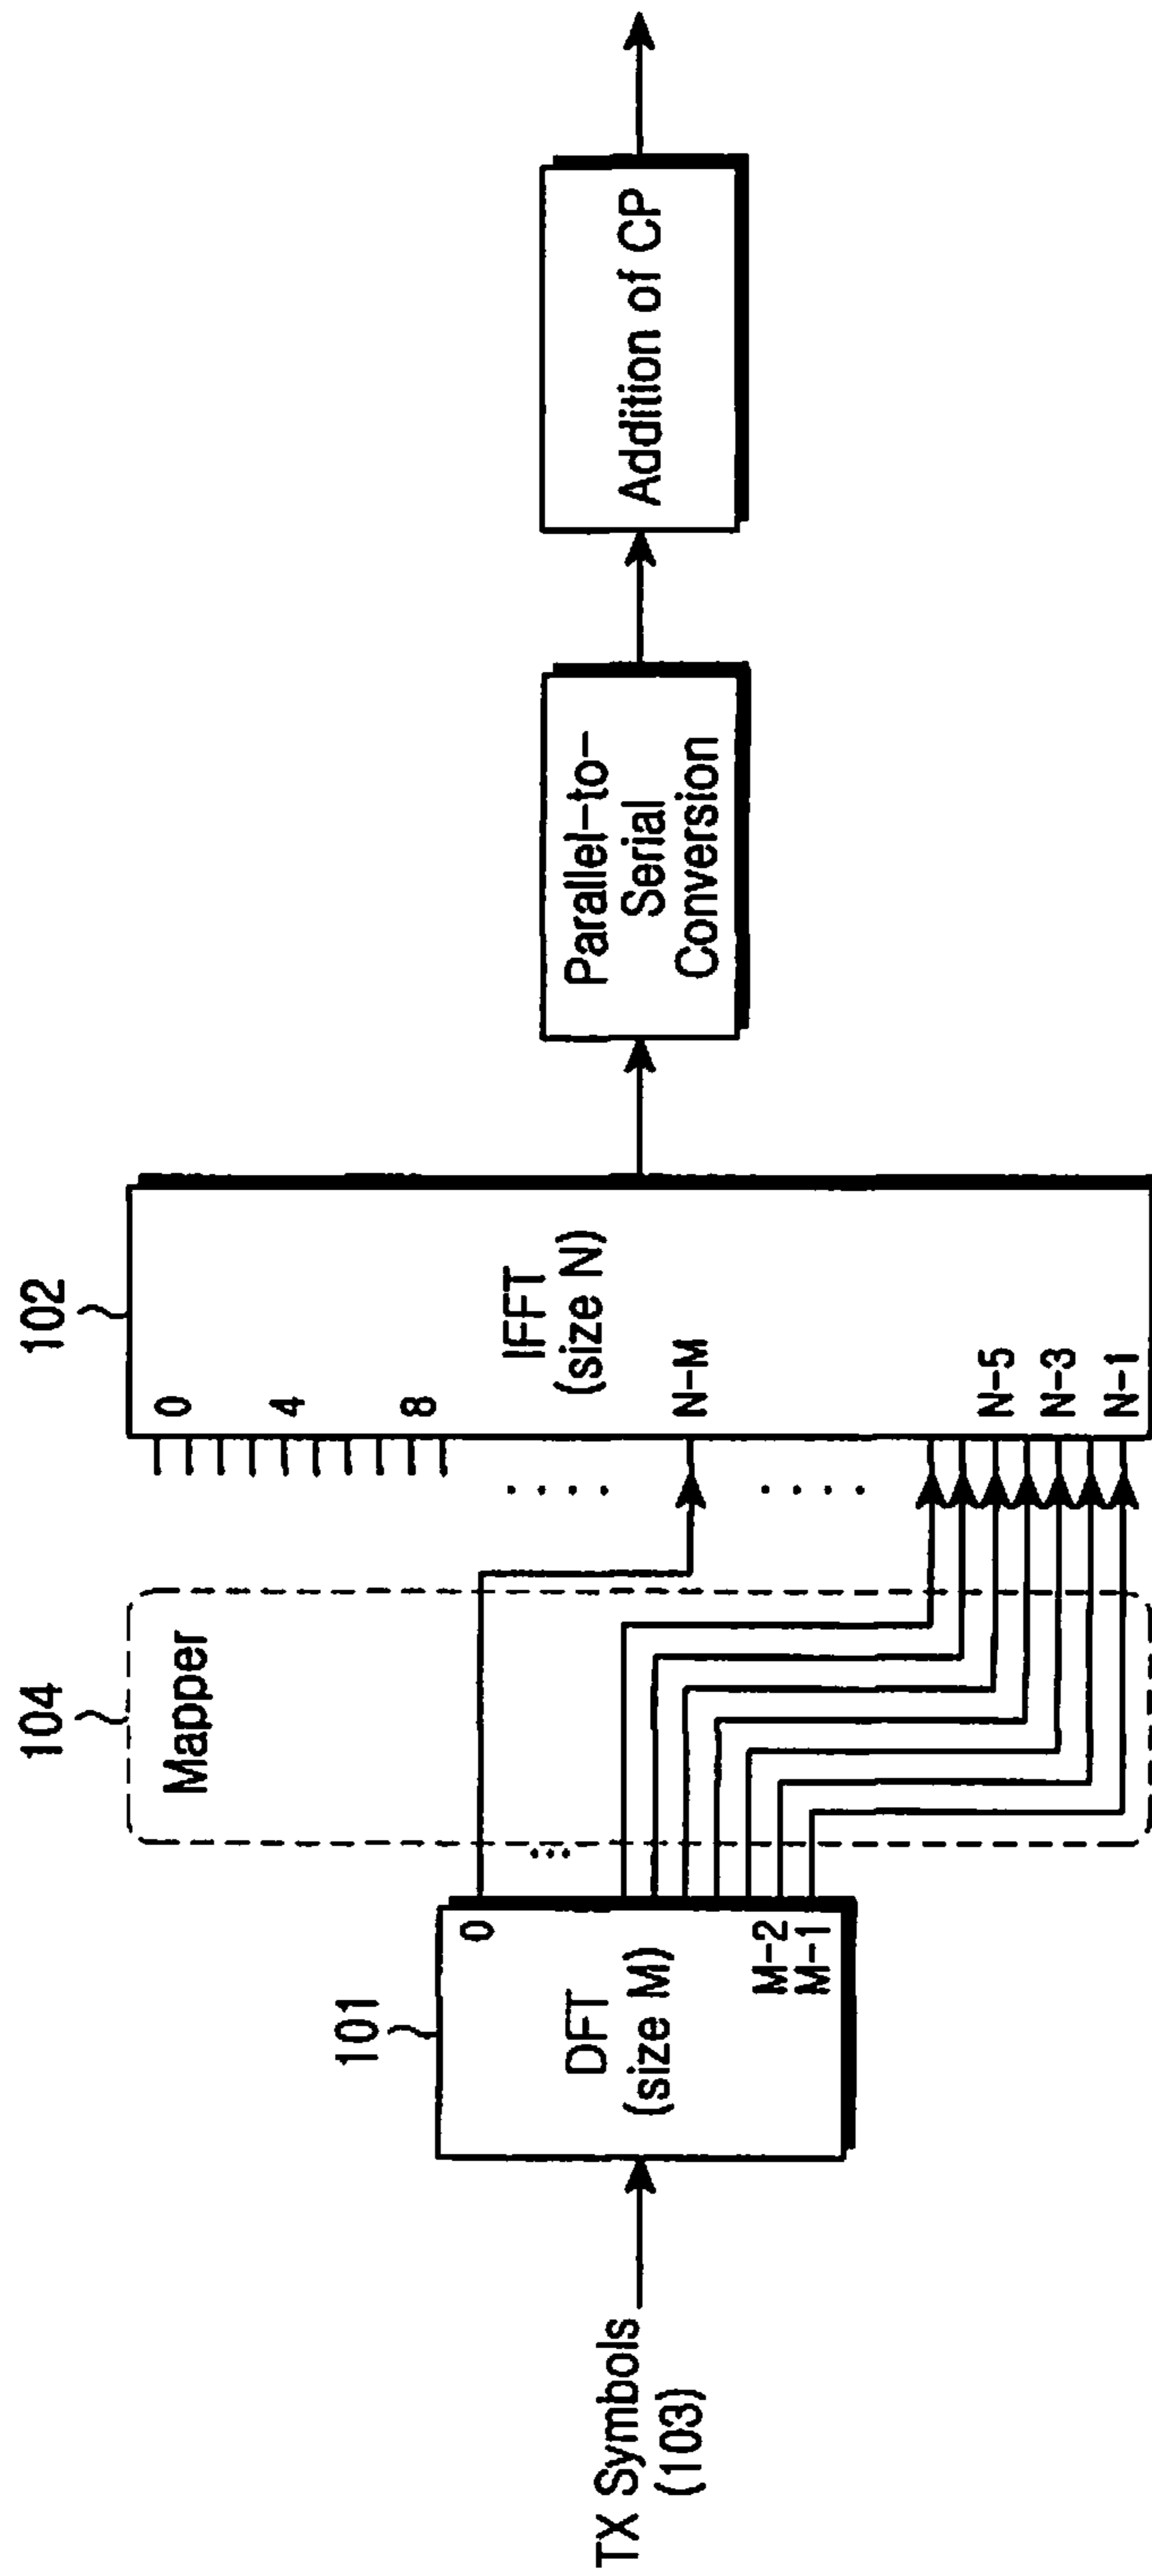 TX Symbols
(103)
101
DFT
(size M)
0
M-2
M-1
104
Mapper
102
0
4
8
N-M
N-5
N-3
N-1
IFFT
(size N)
Parallel-to-
Serial
Conversion
Addition of CP